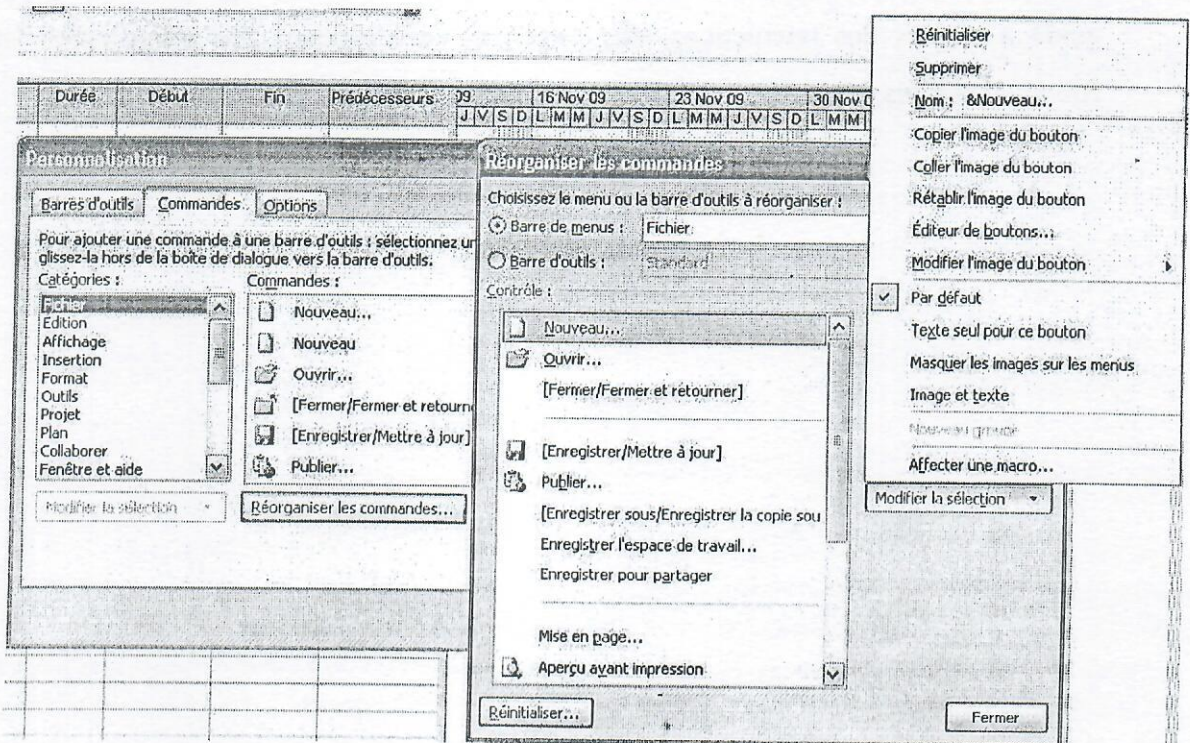 Durée Début Fin Prédécesseurs 09 16 Nov 09 23 Nov 09 30 Nov 0
J V S D L M M J V S D L M M J V S D L M M
Personnalisation
Barres d'outils Commandes Options
Pour ajouter une commande à une barre d'outils : sélectionnez un
glissez-la hors de la boîte de dialogue vers la barre d'outils.
Catégories :
Fichier
Edition
Affichage
Insertion
Format
Outils
Projet
Plan
Collaborer
Fenêtre et aide
Commandes :
Nouveau...
Nouveau
Ouvrir...
[Fermer/Fermer et retourn
[Enregistrer/Mettre à jour]
Publier...
Modifier la sélection
Réorganiser les commandes...
Réorganiser les commandes
Choisissez le menu ou la barre d'outils à réorganiser :
Barre de menus : Fichier
Barre d'outils : Standard
Contrôle :
Nouveau...
Ouvrir...
[Fermer/Fermer et retourner]
[Enregistrer/Mettre à jour]
Publier...
[Enregistrer sous/Enregistrer la copie sou
Enregistrer l'espace de travail...
Enregistrer pour partager
Mise en page...
Aperçu avant impression
Réinitialiser...
Fermer
Modifier la sélection
Réinitialiser
Supprimer
Nom : &Nouveau...
Copier l'image du bouton
Coller l'image du bouton
Rétablir l'image du bouton
Éditeur de boutons...
Modifier l'image du bouton
Par défaut
Texte seul pour ce bouton
Masquer les images sur les menus
Image et texte
Nouveau groupe
Affecter une macro...